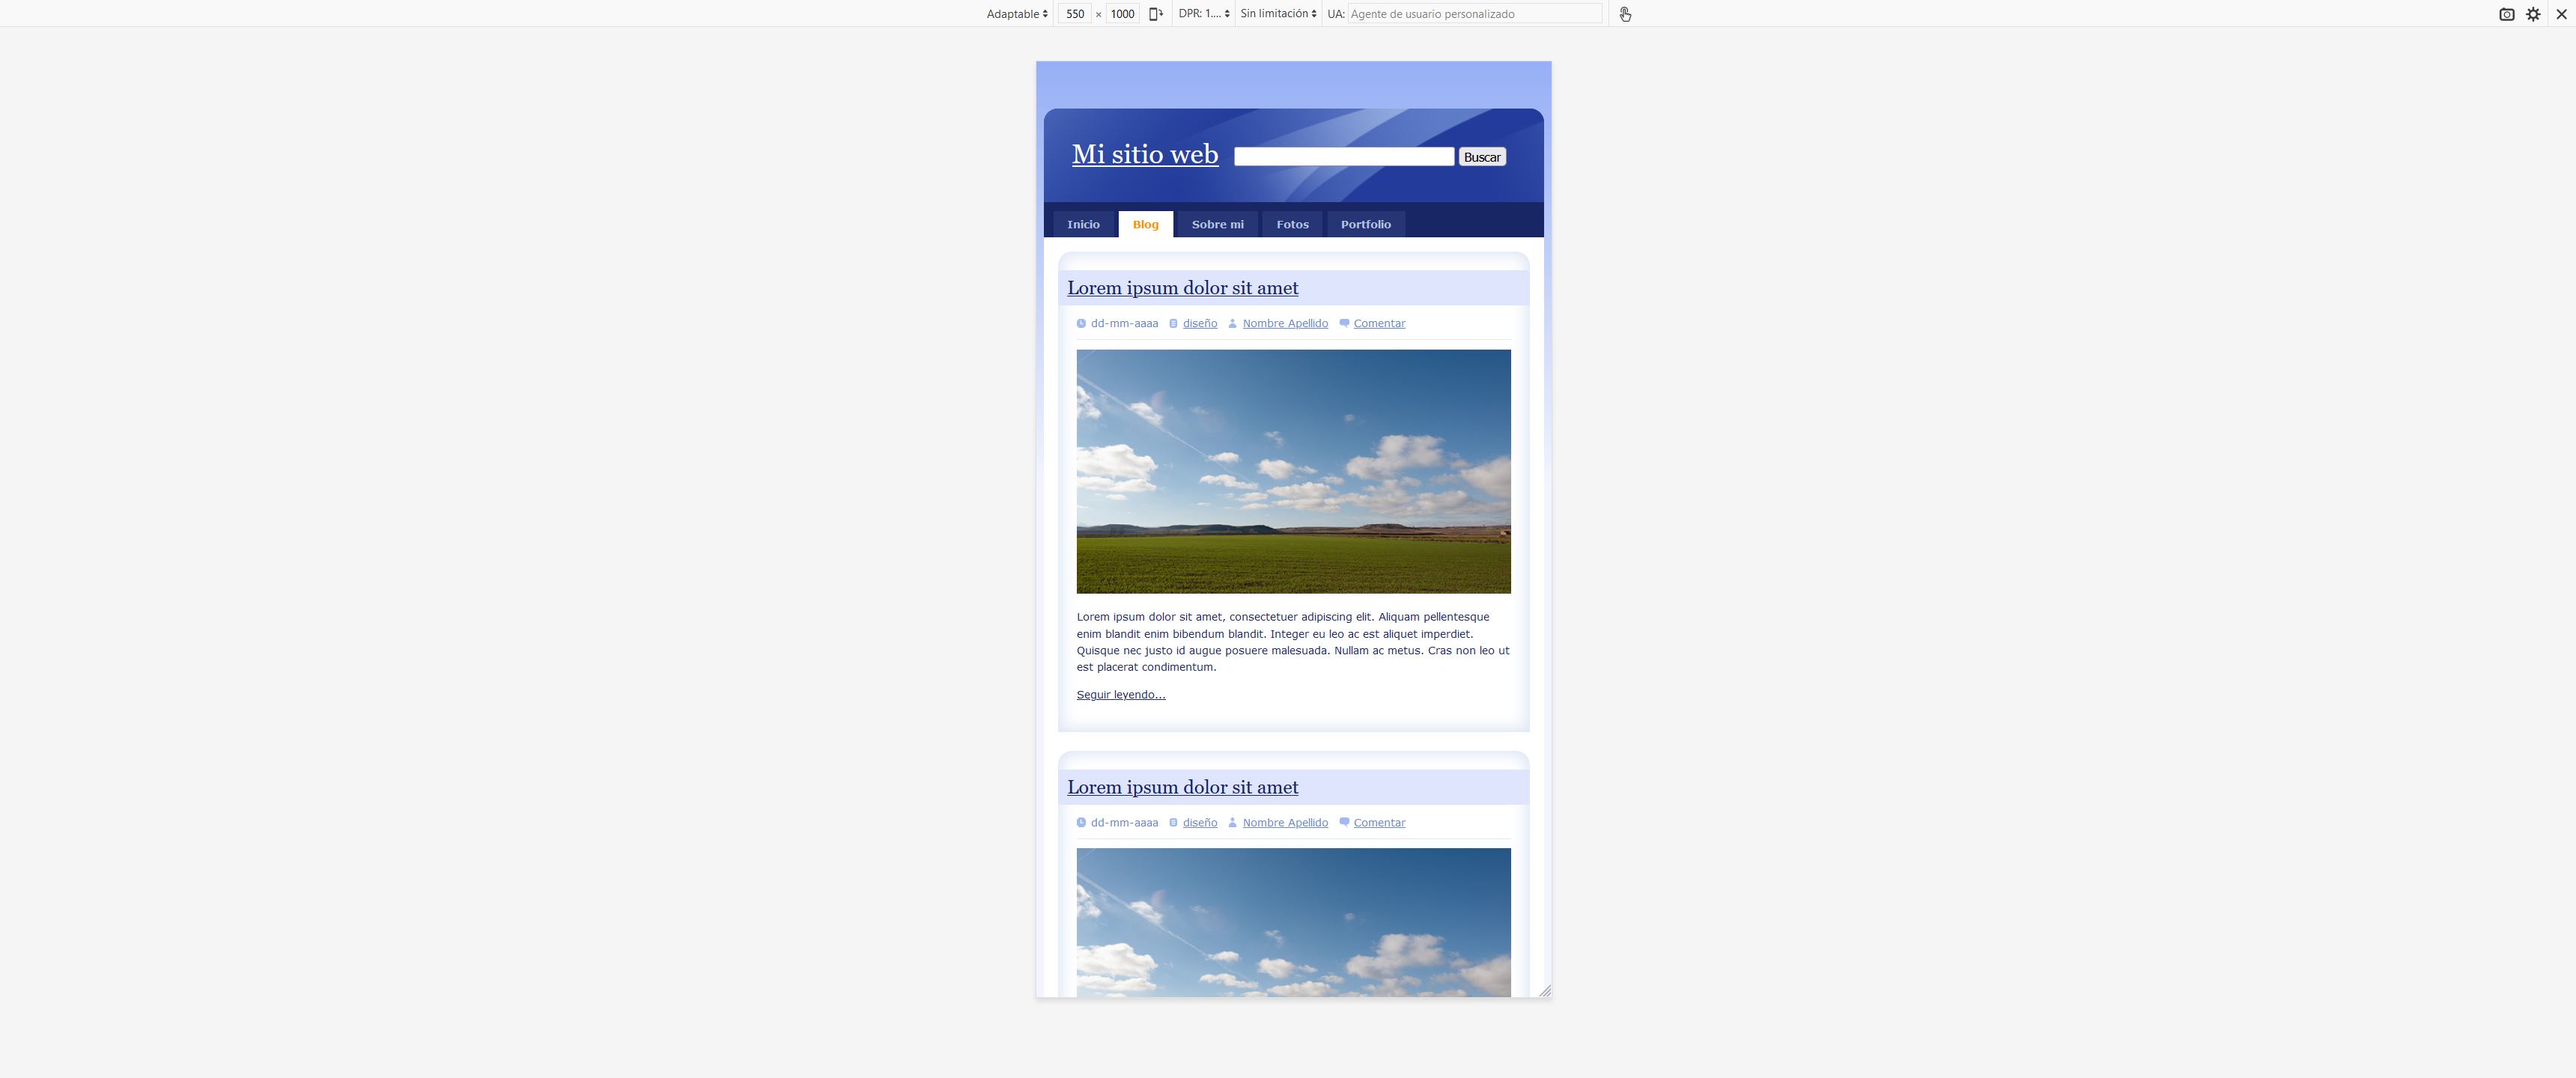 Adaptable 550 × 1000 DPR: 1.... Sin limitación UA: Agente de usuario personalizado
Mi sitio web Buscar
Inicio Blog Sobre mi Fotos Portfolio
Lorem ipsum dolor sit amet
dd-mm-aaaa diseño Nombre Apellido Comentar
Lorem ipsum dolor sit amet, consectetuer adipiscing elit. Aliquam pellentesque
enim blandit enim bibendum blandit. Integer eu leo ac est aliquet imperdiet.
Quisque nec justo id augue posuere malesuada. Nullam ac metus. Cras non leo ut
est placerat condimentum.
Seguir leyendo...
Lorem ipsum dolor sit amet
dd-mm-aaaa diseño Nombre Apellido Comentar